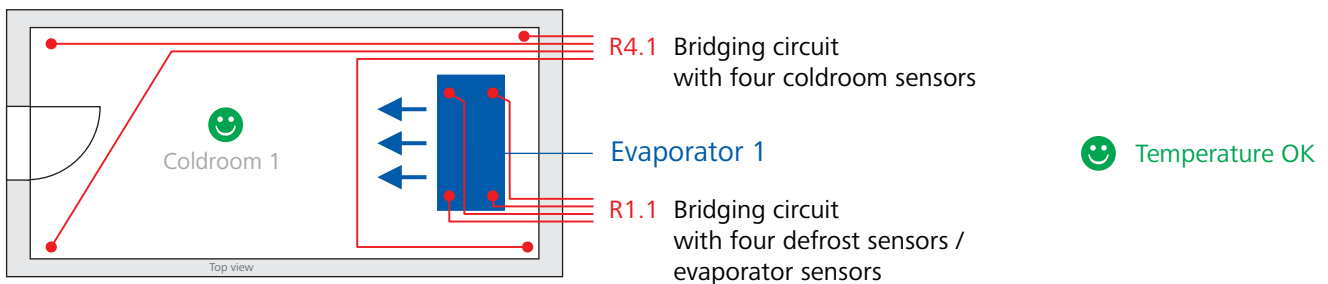 R4.1 Bridging circuit
with four coldroom sensors
Coldroom 1
Evaporator 1
Temperature OK
R1.1 Bridging circuit
with four defrost sensors /
evaporator sensors
Top view